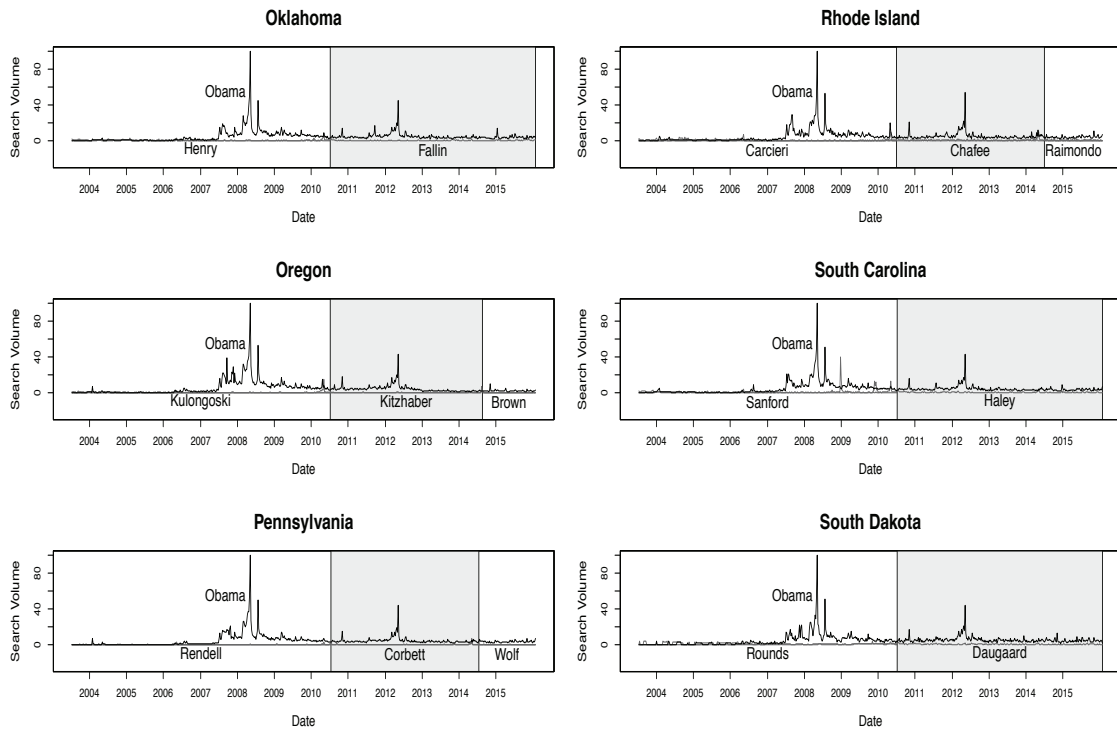 Oklahoma
Search Volume
80
40
0
Obama
Henry
Fallin
2004 2005 2006 2007 2008 2010 2011 2012 2013 2014 2015
Date
Rhode Island
Search Volume
80
40
0
Obama
Carcieri
Chafee
Raimondo
2004 2005 2006 2007 2008 2009 2010 2011 2012 2013 2014 2015
Date
Oregon
Search Volume
80
40
0
Obama
Kulongoski
Kitzhaber
Brown
2004 2005 2006 2007 2008 2010 2011 2012 2013 2014 2015
Date
South Carolina
Search Volume
80
40
0
Obama
Sanford
Haley
2004 2005 2006 2007 2008 2009 2010 2011 2012 2013 2014 2015
Date
Pennsylvania
Search Volume
80
40
0
Obama
Rendell
Corbett
Wolf
2004 2005 2006 2007 2008 2010 2011 2012 2013 2014 2015
Date
South Dakota
Search Volume
80
40
0
Obama
Rounds
Daugaard
2004 2005 2006 2007 2008 2009 2010 2011 2012 2013 2014 2015
Date